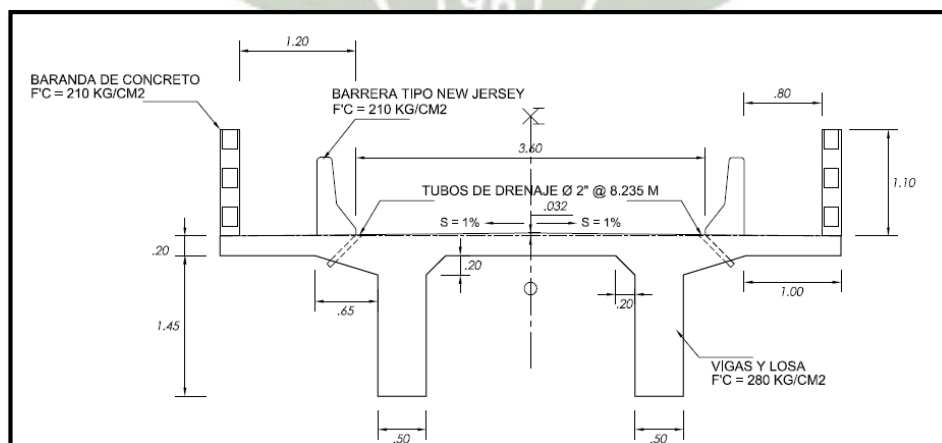 1.20
BARANDA DE CONCRETO
F'C = 210 KG/CM2
BARRERA TIPO NEW JERSEY
F'C = 210 KG/CM2
.80
3.60
1.10
TUBOS DE DRENAJE Ø 2" @ 8.235 M
.032
S = 1%
S = 1%
.20
.20
.65
.20
1.00
1.45
VIGAS Y LOSA
F'C = 280 KG/CM2
.50
.50